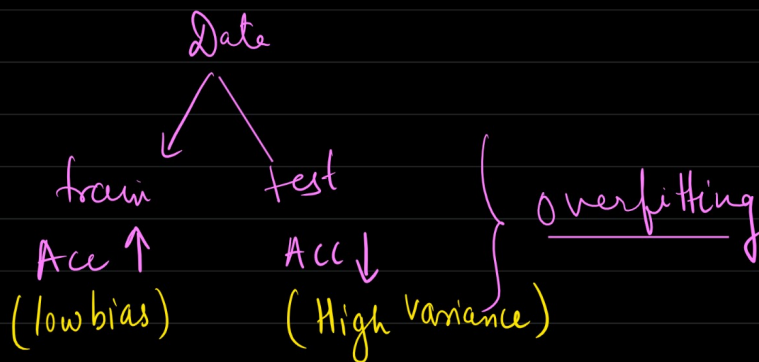 Data
train test
Acc ↑ Acc ↓ overfitting
(low bias) (High Variance)